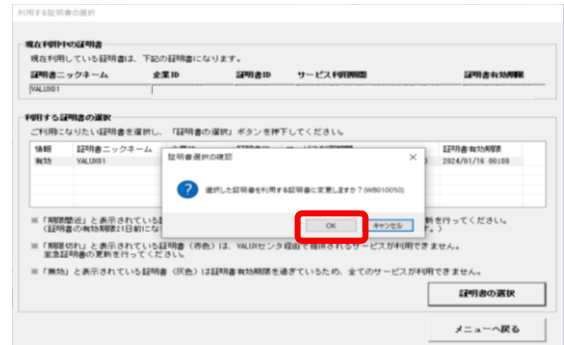 利用する証明書の選択
現在利用中の証明書
現在利用している証明書は、下記の証明書になります。
証明書ニックネーム 企業ID 証明書ID サービス利用期間 証明書有効期限
VALUX01
利用する証明書の選択
ご利用になりたい証明書を選択し、「証明書の選択」ボタンを押下してください。
情報 証明書ニックネーム 証明書有効期限
有効 VALUX01 2024/01/16 00:08
証明書選択の確認
選択した証明書を利用する証明書に変更しますか？(WB010050)
OK キャンセル
※「期限間近」と表示されている 新を行ってください。
(証明書の有効期限21日前にな す。)
※「期限切れ」と表示されている証明書（赤色）は、VALUXセンタ経由で提供されるサービスが利用できません。
至急証明書の更新を行ってください。
※「無効」と表示されている証明書（灰色）は証明書有効期限を過ぎているため、全てのサービスが利用できません。
証明書の選択
メニューへ戻る